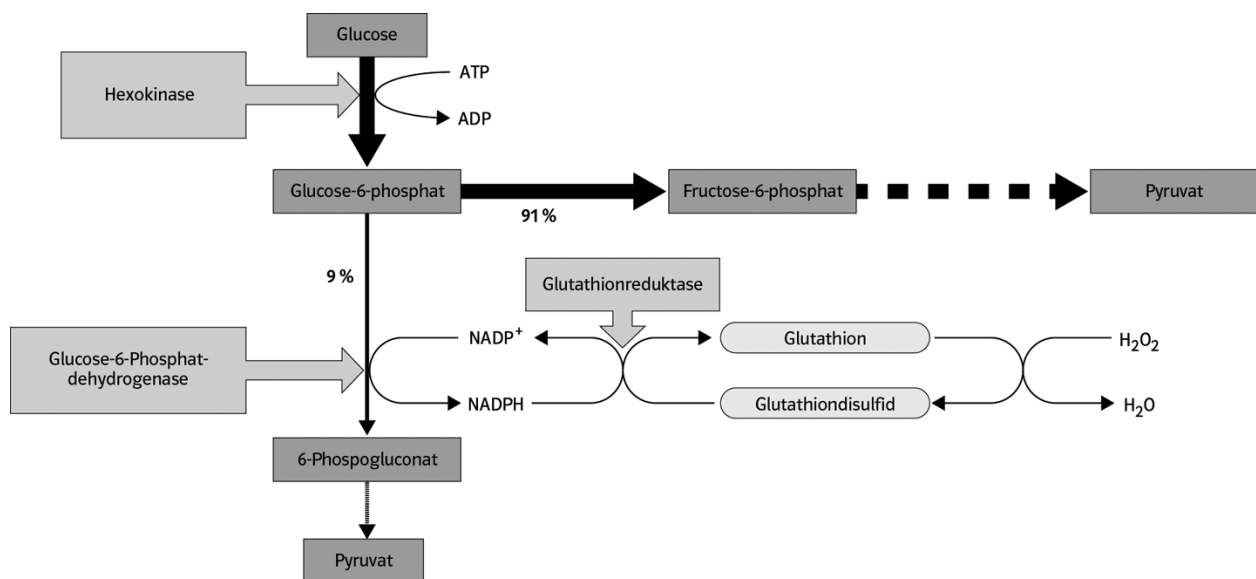 Glucose
Hexokinase
ATP
ADP
Glucose-6-phosphat
Fructose-6-phosphat
Pyruvat
91 %
9 %
Glutathionreduktase
Glucose-6-Phosphat-
dehydrogenase
NADP⁺
Glutathion
H₂O₂
NADPH
Glutathiondisulfid
H₂O
6-Phospogluconat
Pyruvat